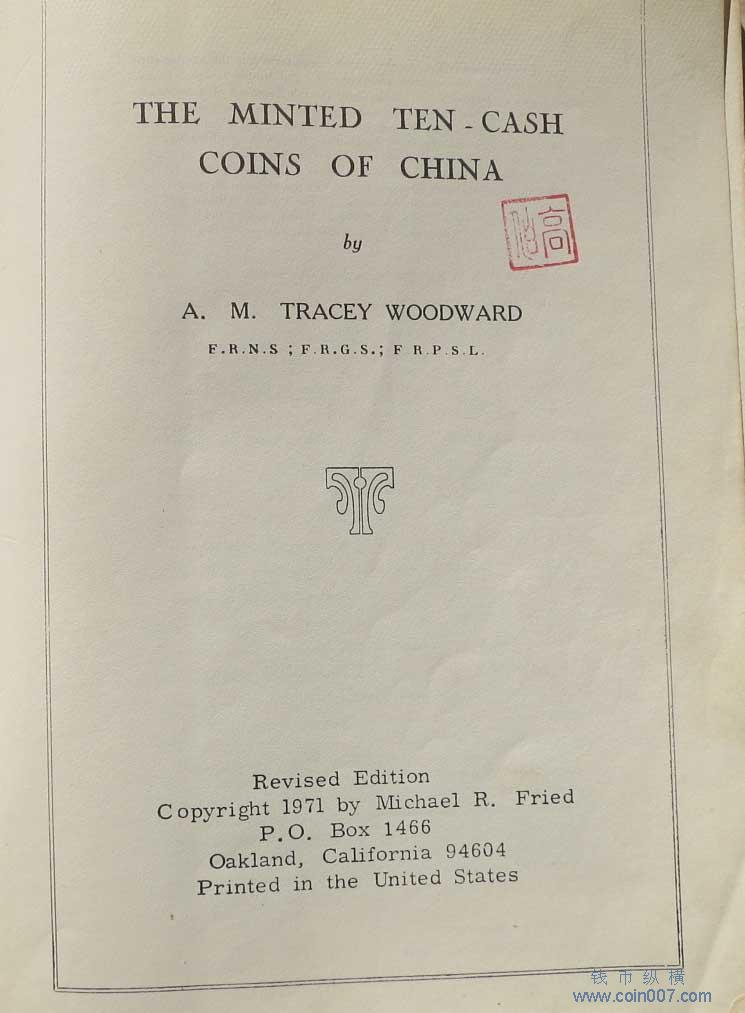 THE MINTED TEN-CASH
COINS OF CHINA
高
by
A. M. TRACEY WOODWARD
F.R.N.S ; F.R.G.S.; F R.P.S.L.
Revised Edition
Copyright 1971 by Michael R. Fried
P.O. Box 1466
Oakland, California 94604
Printed in the United States
钱币纵横
www.coin007.com